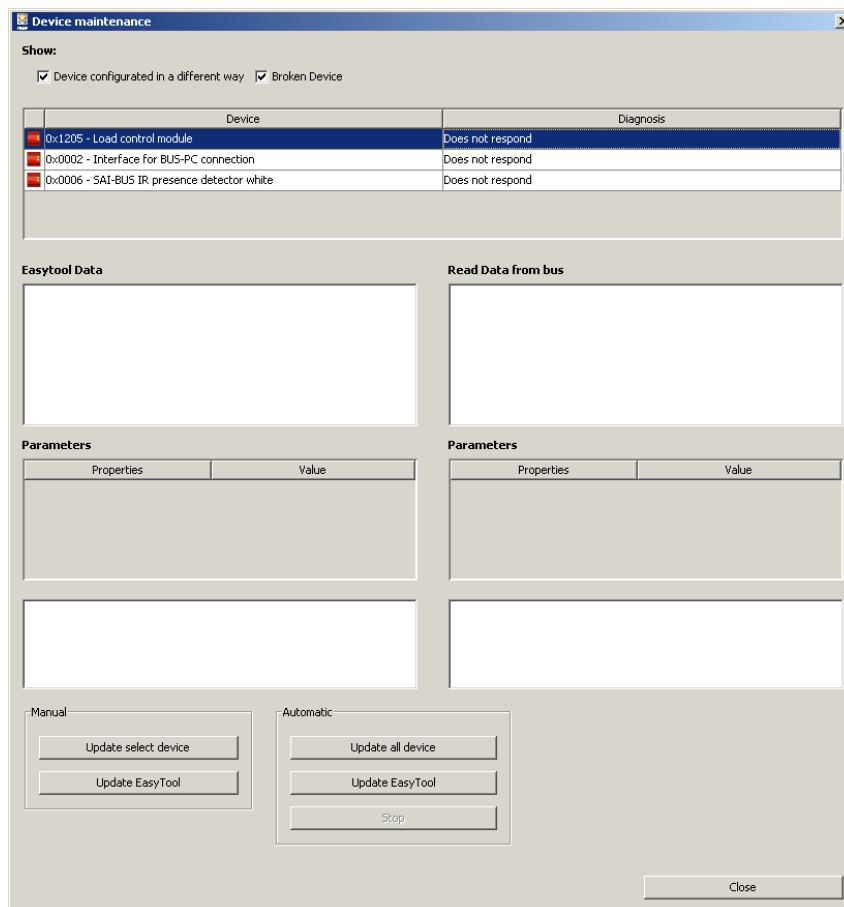 Device maintenance
Show:
Device configurated in a different way Broken Device
Device Diagnosis
0x1205 - Load control module Does not respond
0x0002 - Interface for BUS-PC connection Does not respond
0x0006 - SAI-BUS IR presence detector white Does not respond
Easytool Data Read Data from bus
Parameters Parameters
Properties Value Properties Value
Manual Automatic
Update select device Update all device
Update EasyTool Update EasyTool
Stop
Close